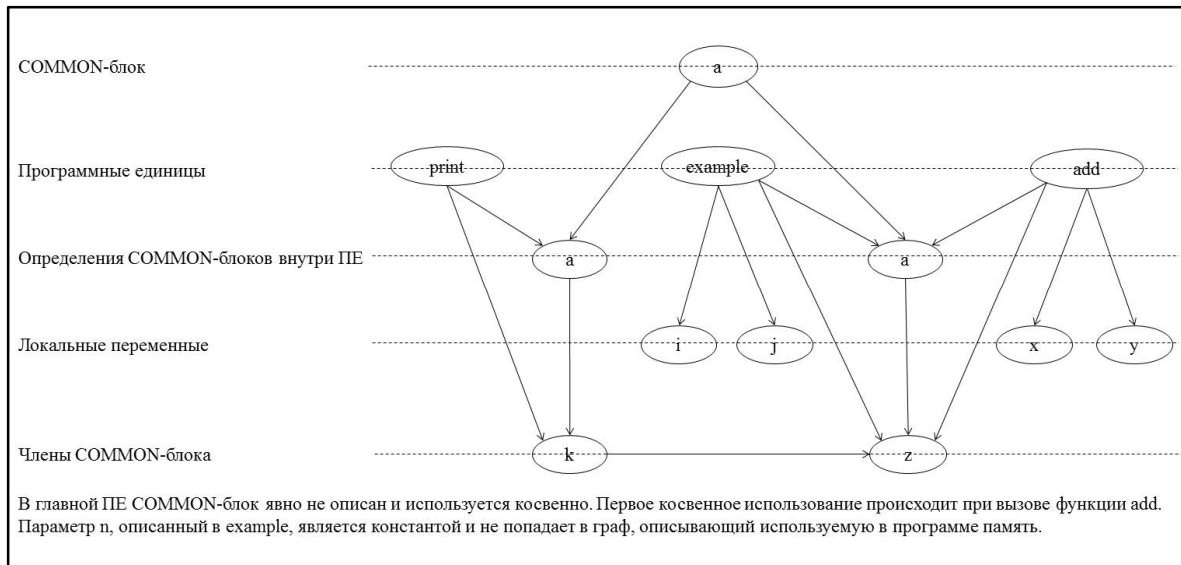 COMMON-блок
a
Программные единицы
print
example
add
Определения COMMON-блоков внутри ПЕ
a
a
Локальные переменные
i
j
x
y
Члены COMMON-блока
k
z
В главной ПЕ COMMON-блок явно не описан и используется косвенно. Первое косвенное использование происходит при вызове функции add.
Параметр n, описанный в example, является константой и не попадает в граф, описывающий используемую в программе память.